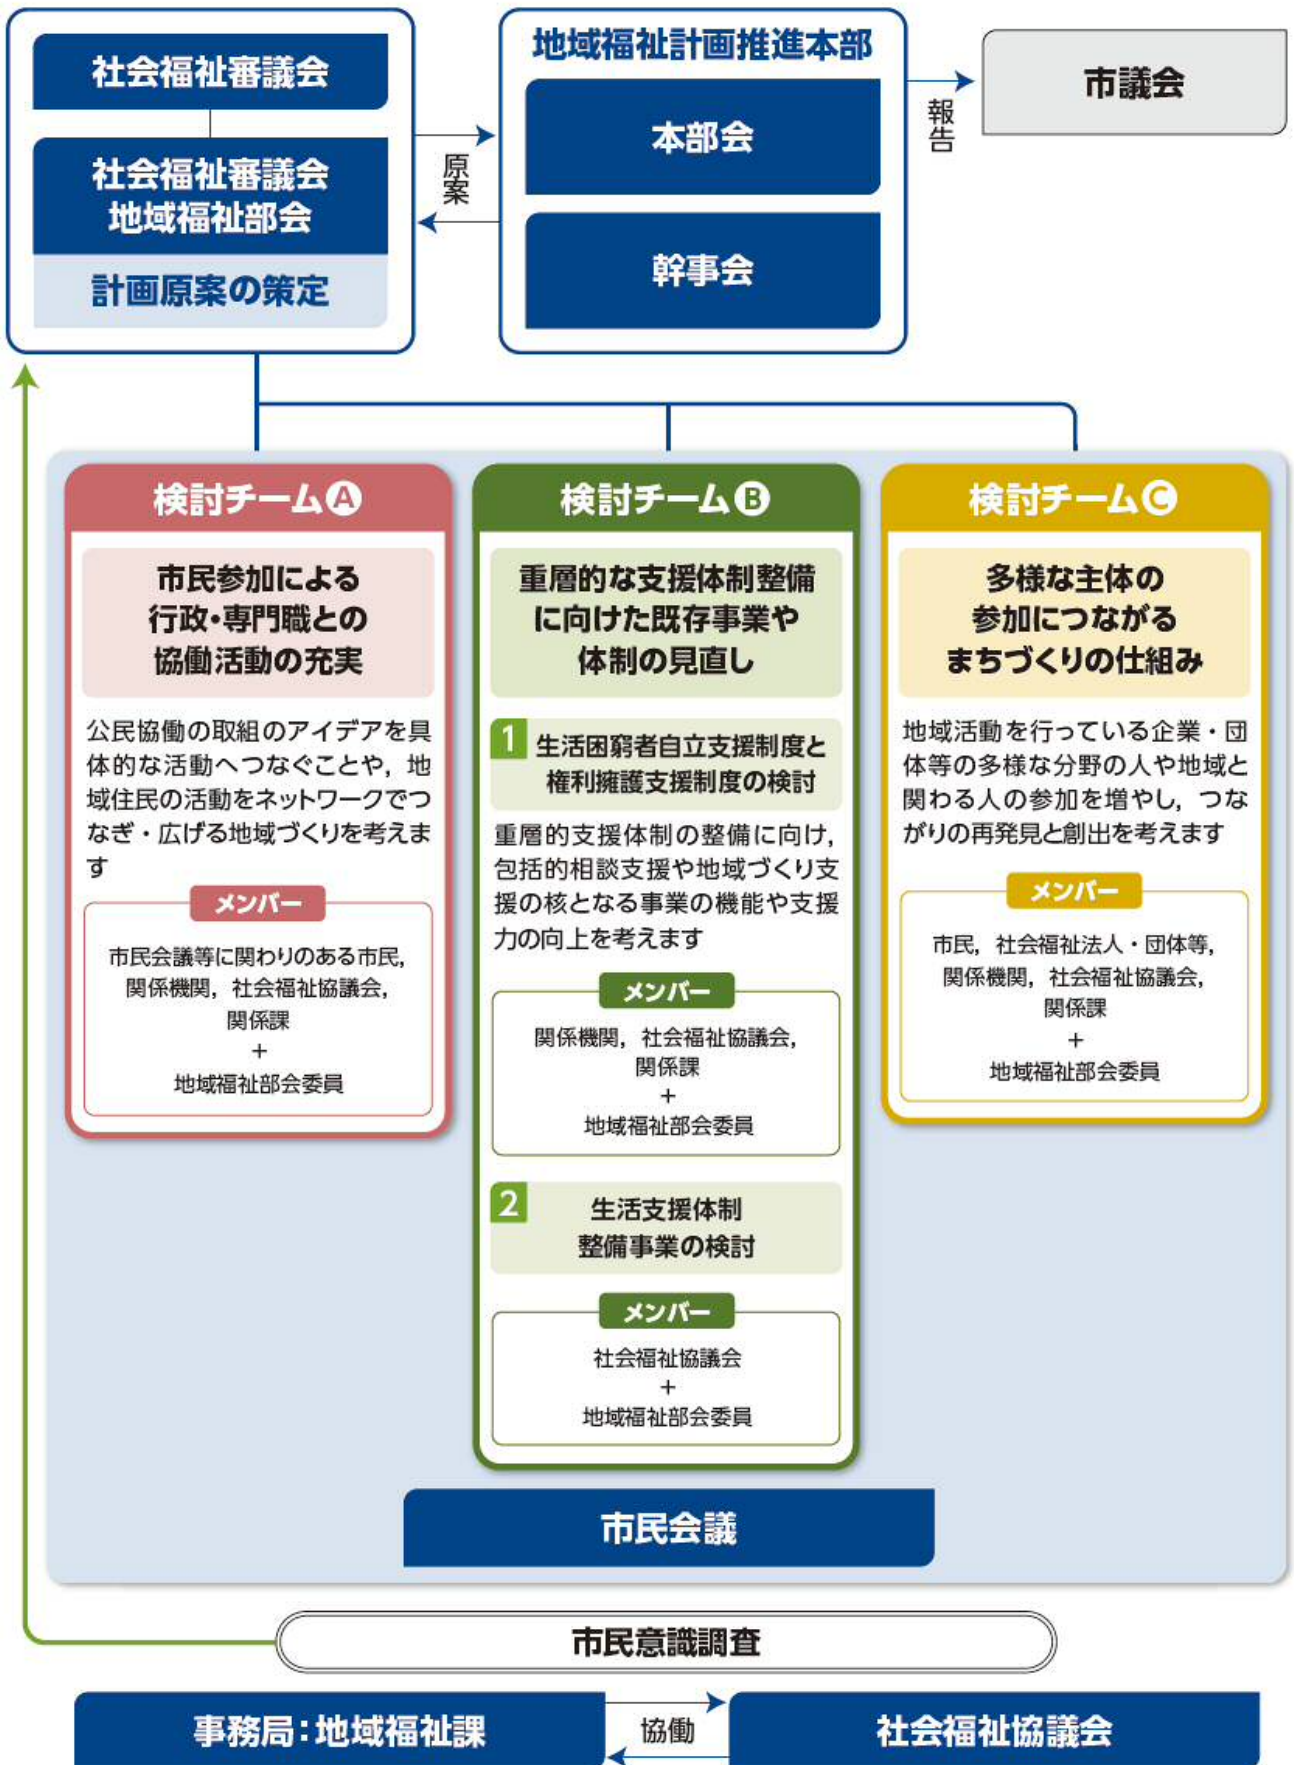 社会福祉審議会
社会福祉審議会
地域福祉部会
計画原案の策定
原案
地域福祉計画推進本部
本部会
幹事会
報告
市議会
検討チームA
市民参加による
行政・専門職との
協働活動の充実
公民協働の取組のアイデアを具
体的な活動へつなぐことや，地
域住民の活動をネットワークでつ
なぎ・広げる地域づくりを考えま
す
メンバー
市民会議等に関わりのある市民，
関係機関，社会福祉協議会，
関係課
+
地域福祉部会委員
検討チームB
重層的な支援体制整備
に向けた既存事業や
体制の見直し
1 生活困窮者自立支援制度と
権利擁護支援制度の検討
重層的支援体制の整備に向け，
包括的相談支援や地域づくり支
援の核となる事業の機能や支援
力の向上を考えます
メンバー
関係機関，社会福祉協議会，
関係課
+
地域福祉部会委員
2 生活支援体制
整備事業の検討
メンバー
社会福祉協議会
+
地域福祉部会委員
検討チームC
多様な主体の
参加につながる
まちづくりの仕組み
地域活動を行っている企業・団
体等の多様な分野の人や地域と
関わる人の参加を増やし，つな
がりの再発見と創出を考えます
メンバー
市民，社会福祉法人・団体等，
関係機関，社会福祉協議会，
関係課
+
地域福祉部会委員
市民会議
市民意識調査
事務局：地域福祉課
協働
社会福祉協議会